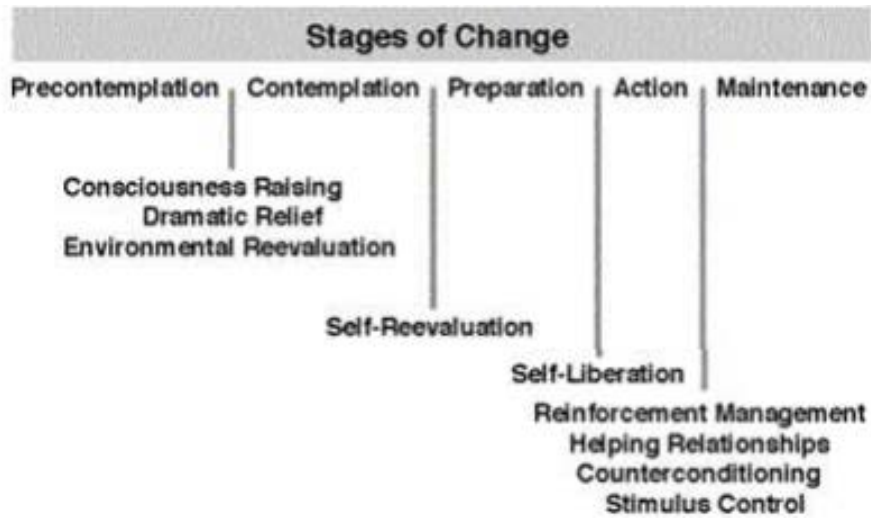 Stages of Change
Precontemplation Contemplation Preparation Action Maintenance
Consciousness Raising
Dramatic Relief
Environmental Reevaluation
Self-Reevaluation
Self-Liberation
Reinforcement Management
Helping Relationships
Counterconditioning
Stimulus Control